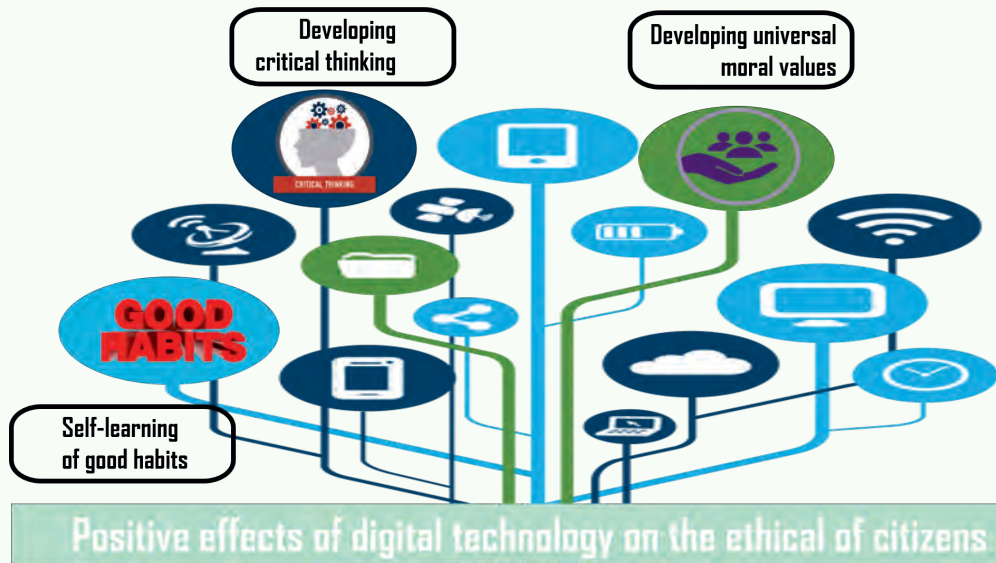 Developing
critical thinking
Developing universal
moral values
CRITICAL THINKING
GOOD
HABITS
Self-learning
of good habits
Positive effects of digital technology on the ethical of citizens